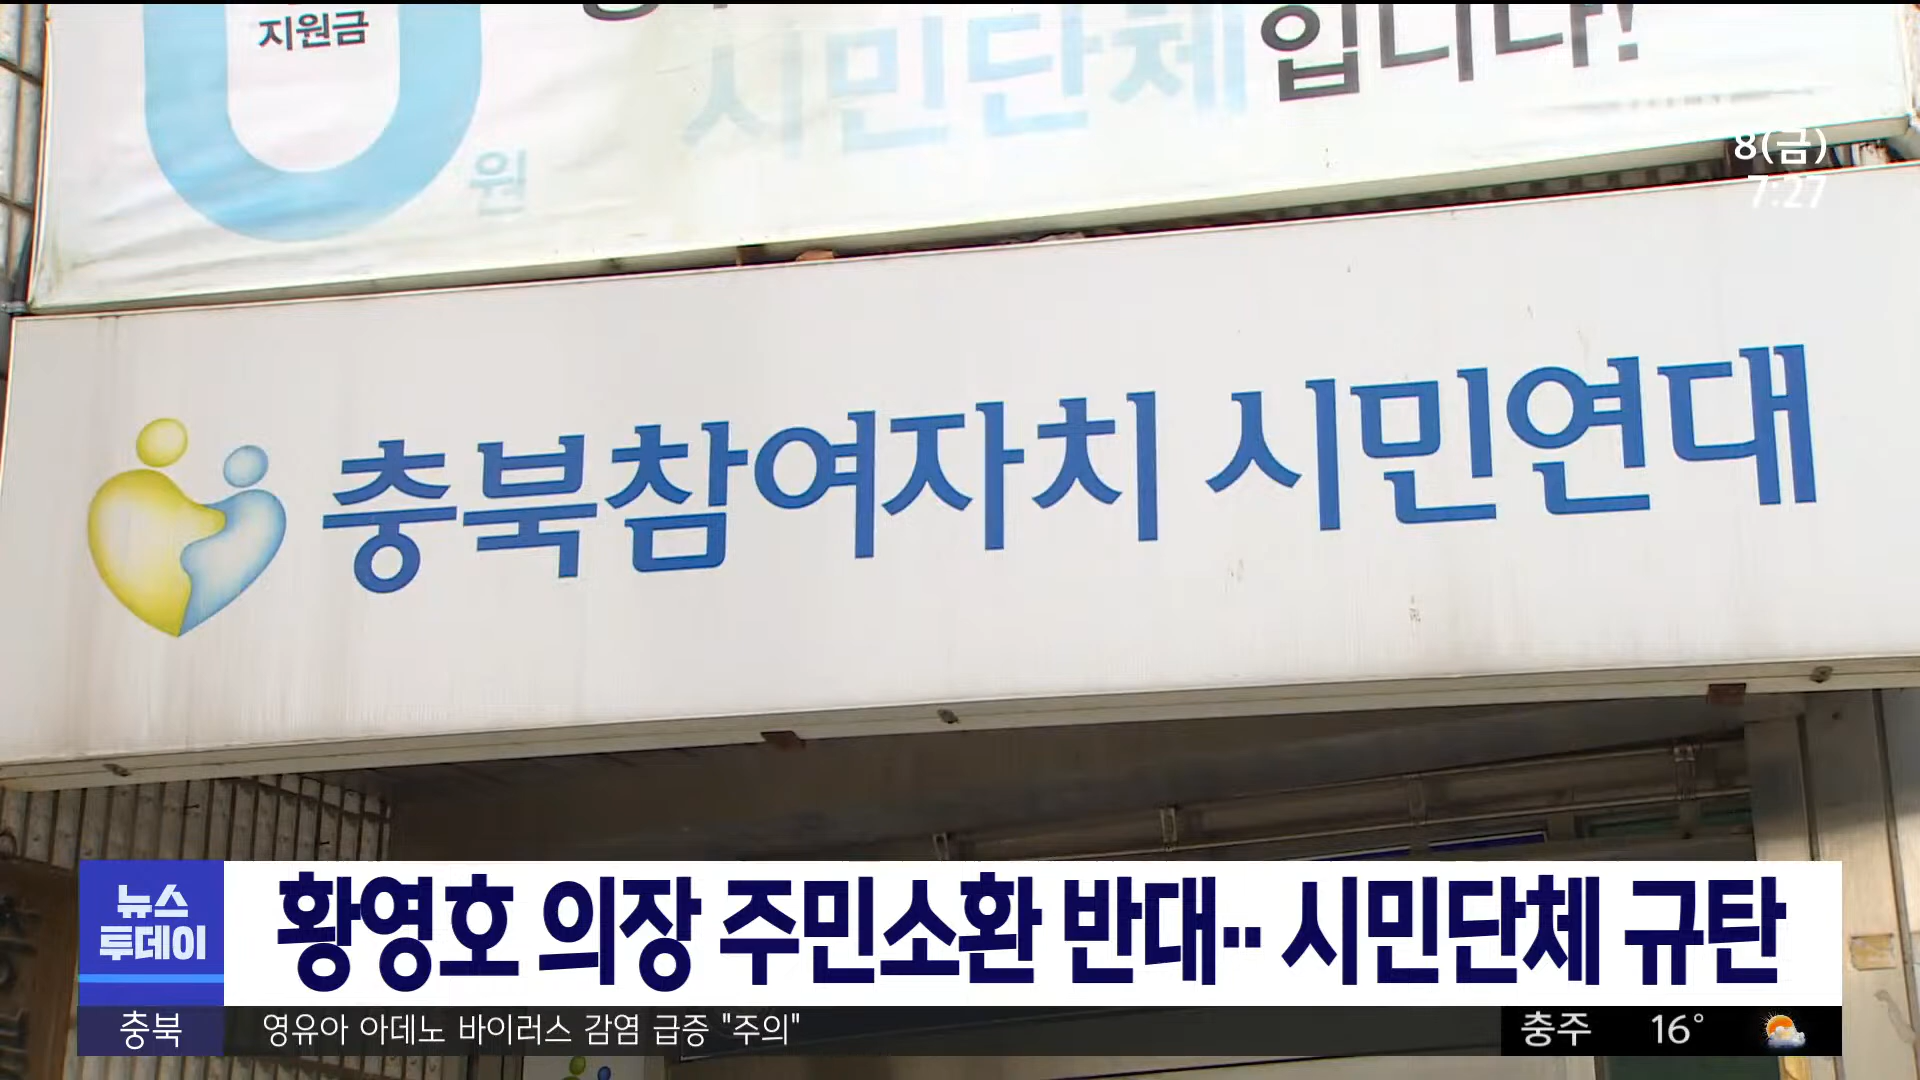 지원금
시민단체입니다!
원
8(금)
7:27
충북참여자치 시민연대
뉴스
투데이
황영호 의장 주민소환 반대‥ 시민단체 규탄
충북
영유아 아데노 바이러스 감염 급증 "주의"
충주 16°